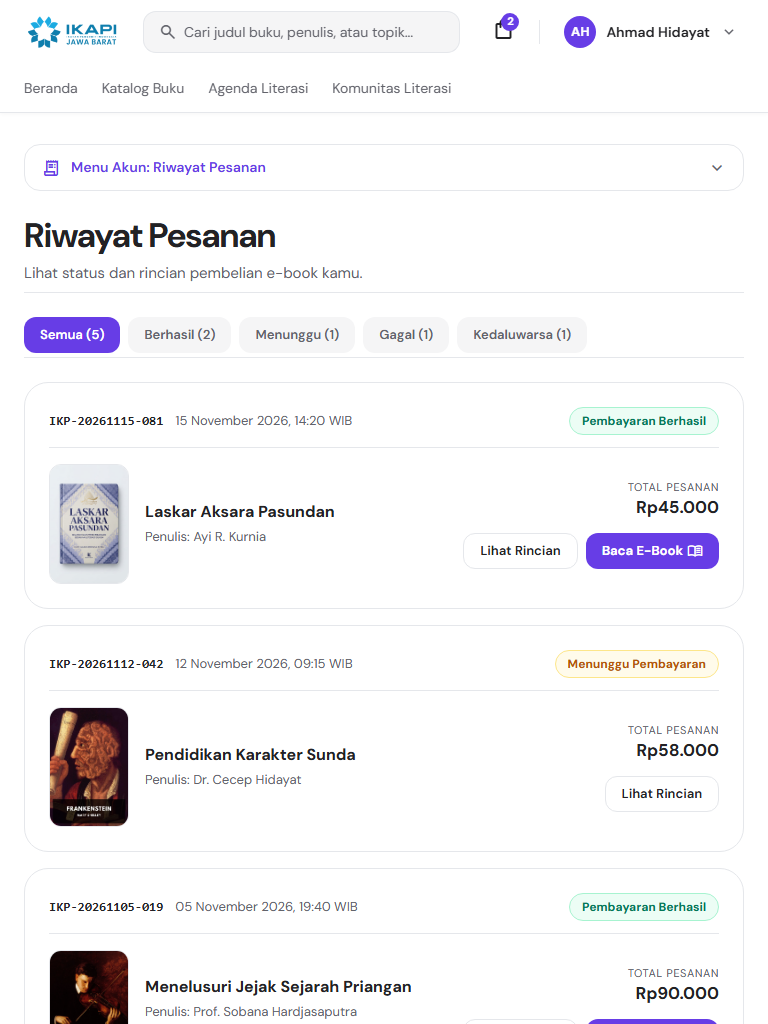 IKAPI
JAWA BARAT
Cari judul buku, penulis, atau topik...
2
AH
Ahmad Hidayat
Beranda
Katalog Buku
Agenda Literasi
Komunitas Literasi
Menu Akun: Riwayat Pesanan
Riwayat Pesanan
Lihat status dan rincian pembelian e-book kamu.
Semua (5)
Berhasil (2)
Menunggu (1)
Gagal (1)
Kedaluwarsa (1)
IKP-20261115-081 15 November 2026, 14:20 WIB
Pembayaran Berhasil
LASKAR
AKSARA
PASUNDAN
Laskar Aksara Pasundan
Penulis: Ayi R. Kurnia
TOTAL PESANAN
Rp45.000
Lihat Rincian
Baca E-Book
IKP-20261112-042 12 November 2026, 09:15 WIB
Menunggu Pembayaran
FRANKENSTEIN
Pendidikan Karakter Sunda
Penulis: Dr. Cecep Hidayat
TOTAL PESANAN
Rp58.000
Lihat Rincian
IKP-20261105-019 05 November 2026, 19:40 WIB
Pembayaran Berhasil
Menelusuri Jejak Sejarah Priangan
Penulis: Prof. Sobana Hardjasaputra
TOTAL PESANAN
Rp90.000